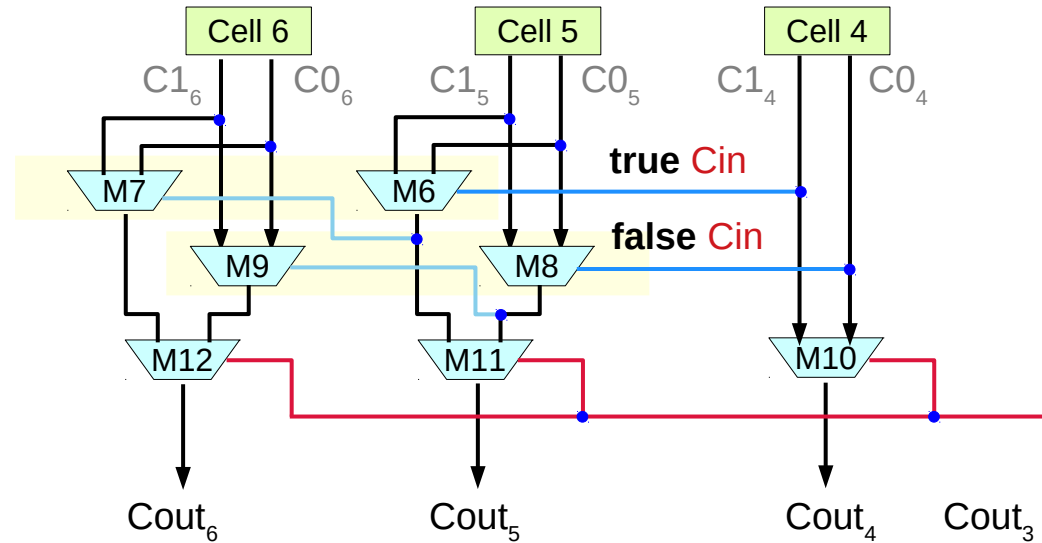 Cell 6 Cell 5 Cell 4
C1₆ C0₆ C1₅ C0₅ C1₄ C0₄
true Cin
M7 M6
false Cin
M9 M8
M12 M11 M10
Cout₆ Cout₅ Cout₄ Cout₃